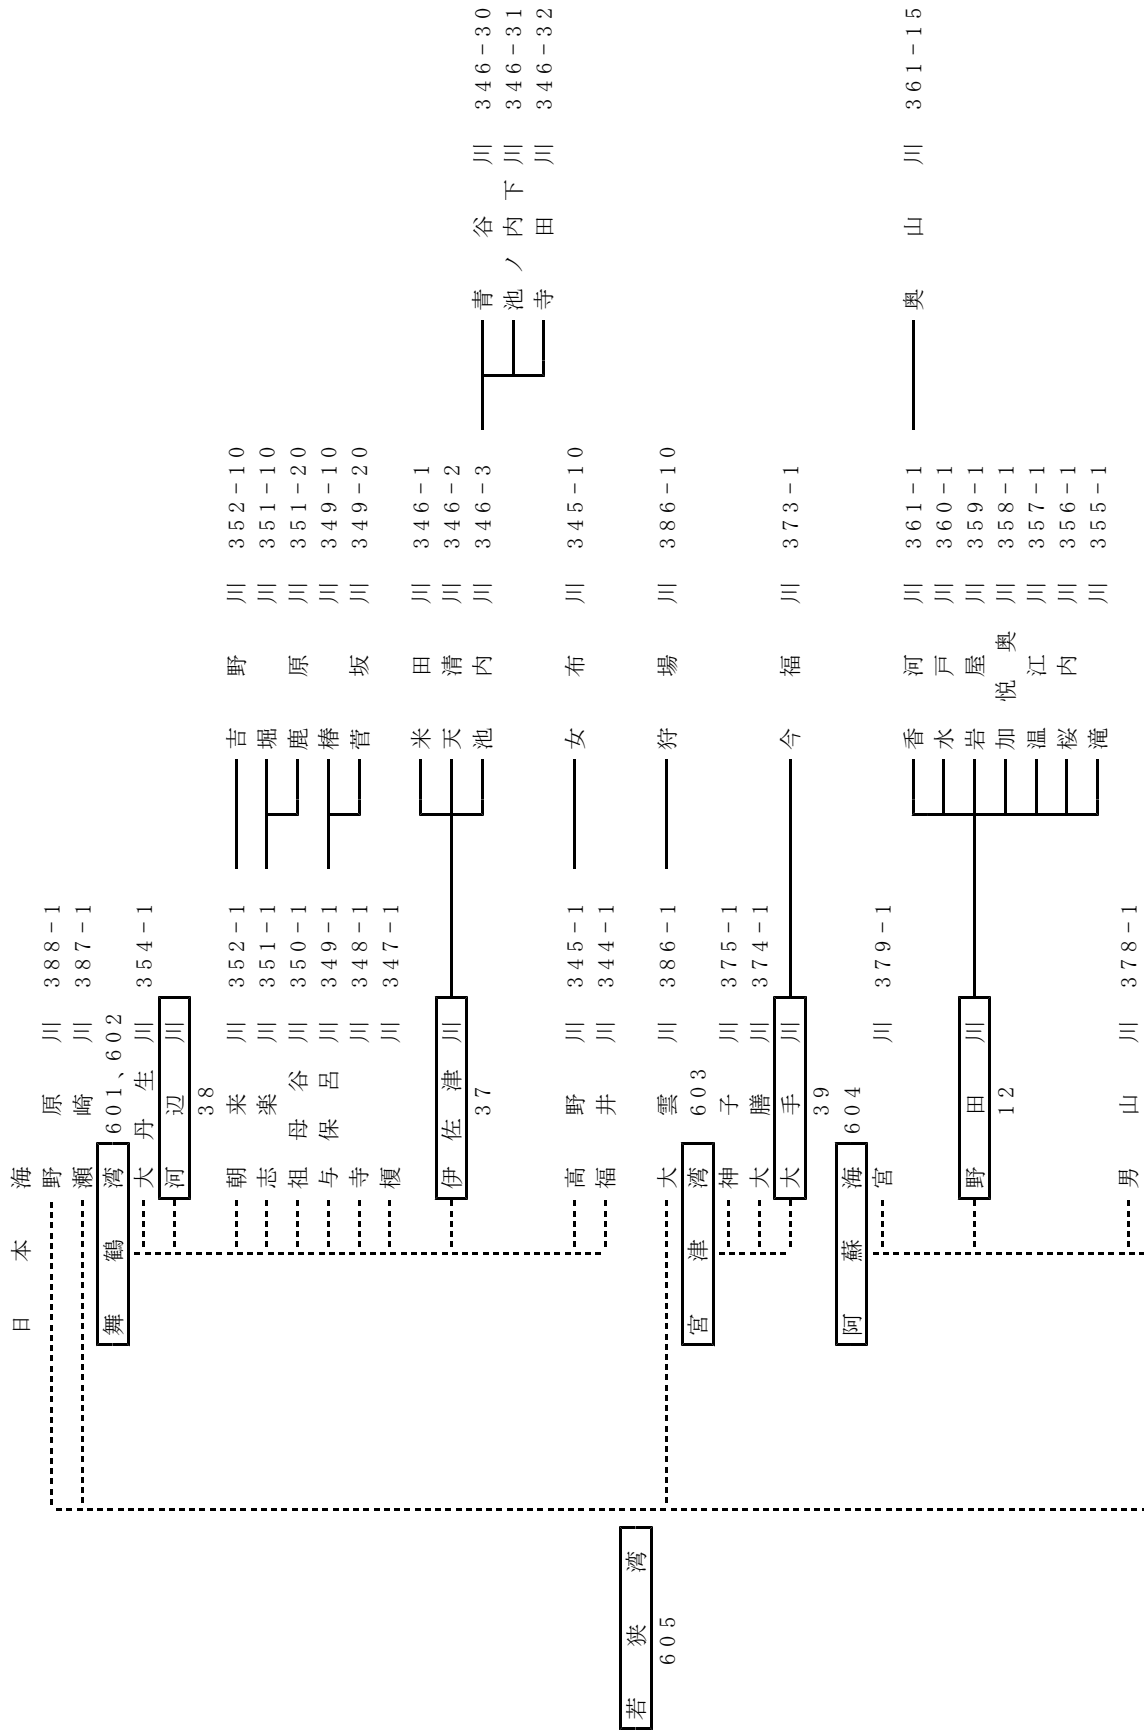 日本海
野原川 388-1
瀬崎川 387-1
舞鶴湾 601、602
大丹生川 354-1
河辺川
38
朝来川 352-1 吉野川 352-10
志楽川 351-1 堀川 351-10
祖母谷川 350-1 鹿原川 351-20
与保呂川 349-1 椿川 349-10
寺川 348-1 菅坂川 349-20
榎川 347-1
米田川 346-1
伊佐津川 天清川 346-2
37 池内川 346-3 青谷川 346-30
池ノ内下川 346-31
寺田川 346-32
高野川 345-1 女布川 345-10
福井川 344-1
若狭湾
605 大雲川 386-1 狩場川 386-10
宮津湾 603
神子川 375-1
大膳川 374-1
大手川 今福川 373-1
39
阿蘇海 604
宮川 379-1
香河川 361-1 奥山川 361-15
水戸川 360-1
野田川 岩屋川 359-1
12 加悦奥川 358-1
温江川 357-1
桜内川 356-1
滝川 355-1
男山川 378-1